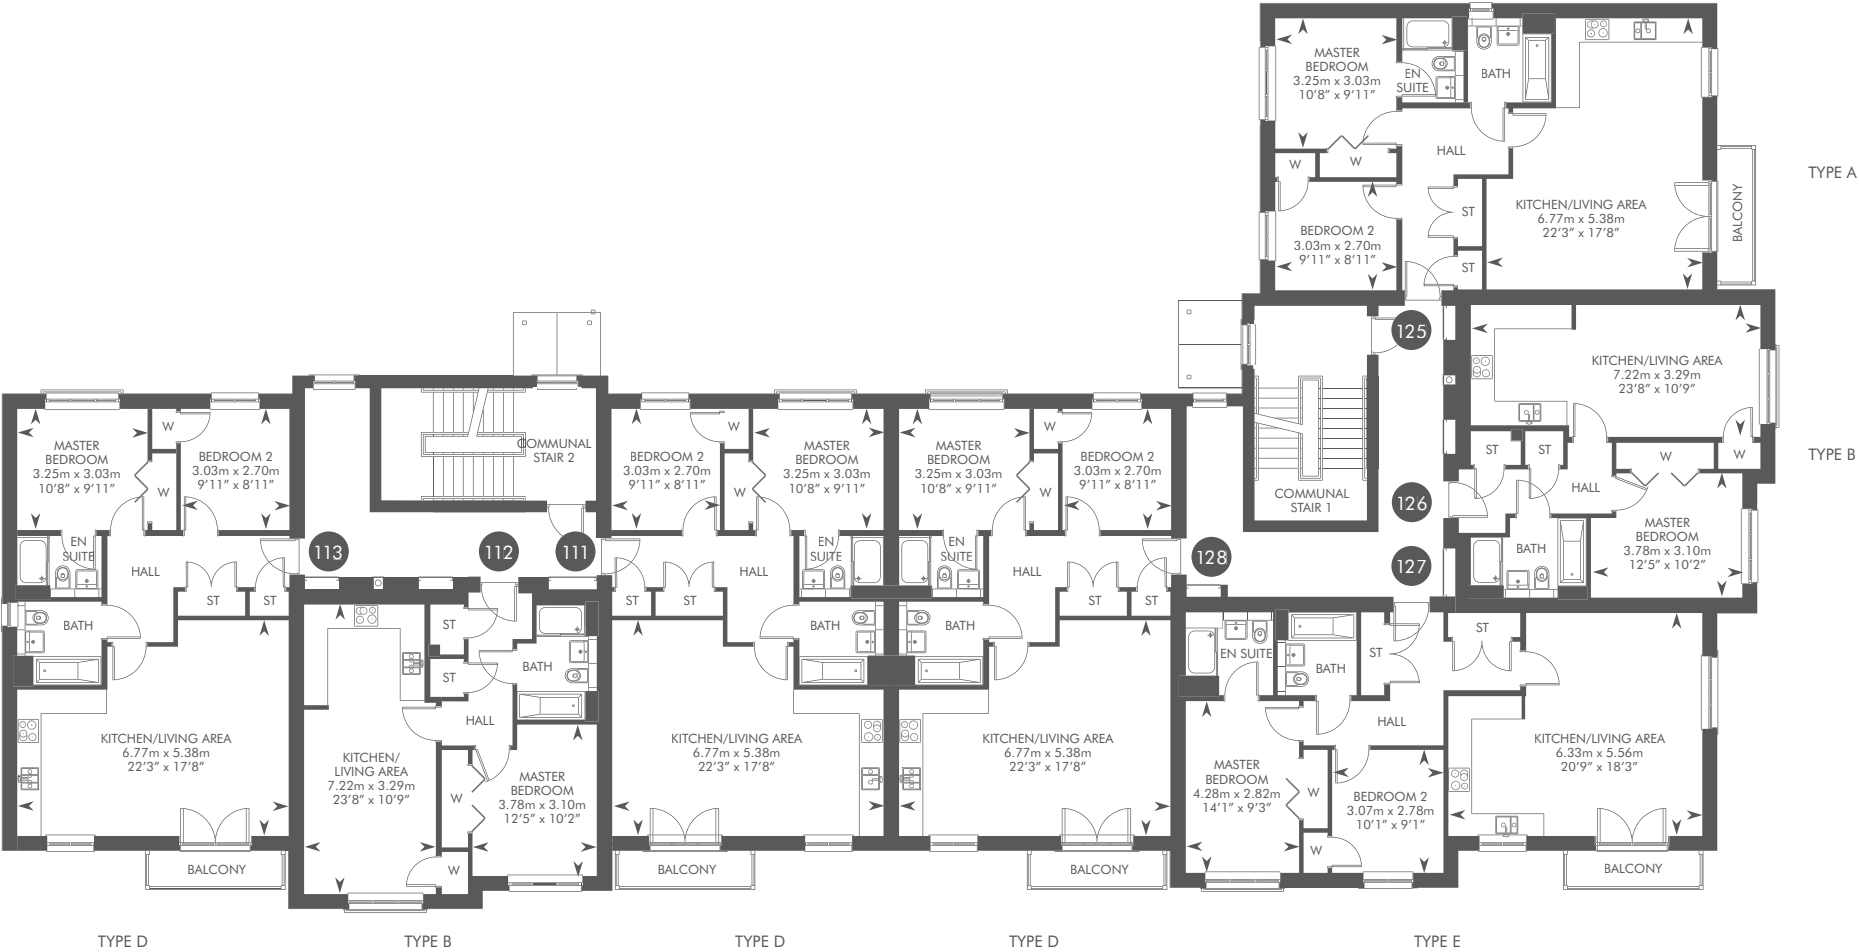 MASTER
BEDROOM
3.25m x 3.03m
10’8” x 9’11”
EN
SUITE
BATH
HALL
W
W
ST
ST
BEDROOM 2
3.03m x 2.70m
9’11” x 8’11”
KITCHEN/LIVING AREA
6.77m x 5.38m
22’3” x 17’8”
BALCONY
TYPE A
125
KITCHEN/LIVING AREA
7.22m x 3.29m
23’8” x 10’9”
ST
ST
W
W
HALL
BATH
MASTER
BEDROOM
3.78m x 3.10m
12’5” x 10’2”
TYPE B
126
127
128
COMMUNAL
STAIR 1
MASTER
BEDROOM
3.25m x 3.03m
10’8” x 9’11”
W
W
BEDROOM 2
3.03m x 2.70m
9’11” x 8’11”
EN
SUITE
HALL
ST
ST
BATH
KITCHEN/LIVING AREA
6.77m x 5.38m
22’3” x 17’8”
BALCONY
TYPE D
113
112
111
COMMUNAL
STAIR 2
ST
ST
BATH
HALL
KITCHEN/
LIVING AREA
7.22m x 3.29m
23’8” x 10’9”
W
W
MASTER
BEDROOM
3.78m x 3.10m
12’5” x 10’2”
TYPE B
BEDROOM 2
3.03m x 2.70m
9’11” x 8’11”
W
W
MASTER
BEDROOM
3.25m x 3.03m
10’8” x 9’11”
EN
SUITE
HALL
ST
ST
BATH
KITCHEN/LIVING AREA
6.77m x 5.38m
22’3” x 17’8”
BALCONY
TYPE D
MASTER
BEDROOM
3.25m x 3.03m
10’8” x 9’11”
W
W
BEDROOM 2
3.03m x 2.70m
9’11” x 8’11”
EN
SUITE
HALL
ST
ST
BATH
KITCHEN/LIVING AREA
6.77m x 5.38m
22’3” x 17’8”
BALCONY
TYPE D
EN SUITE
BATH
ST
ST
HALL
MASTER
BEDROOM
4.28m x 2.82m
14’1” x 9’3”
W
W
BEDROOM 2
3.07m x 2.78m
10’1” x 9’1”
KITCHEN/LIVING AREA
6.33m x 5.56m
20’9” x 18’3”
BALCONY
TYPE E